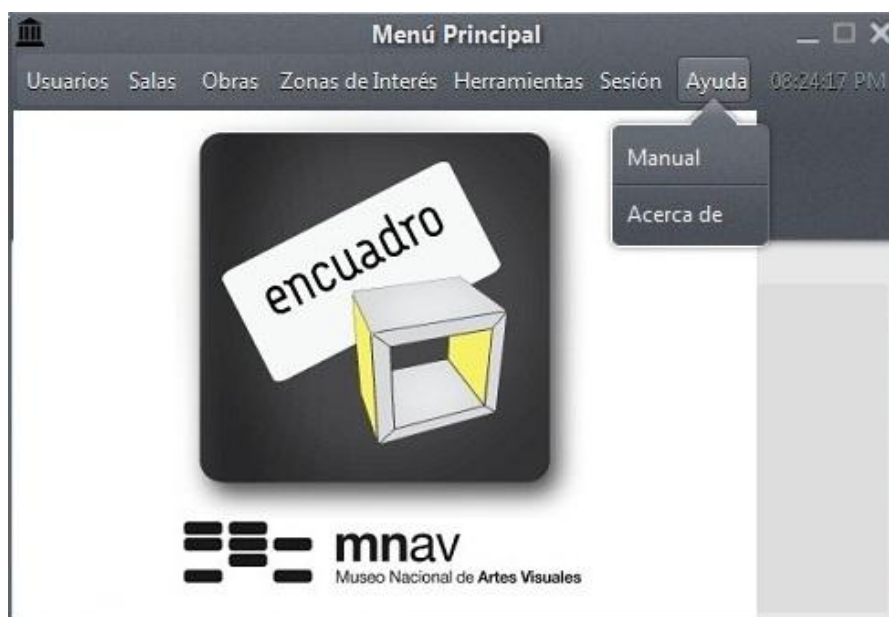 Menú Principal
Usuarios Salas Obras Zonas de Interés Herramientas Sesión Ayuda 08:24:17 PM
Manual
Acerca de
encuadro
mnav
Museo Nacional de Artes Visuales